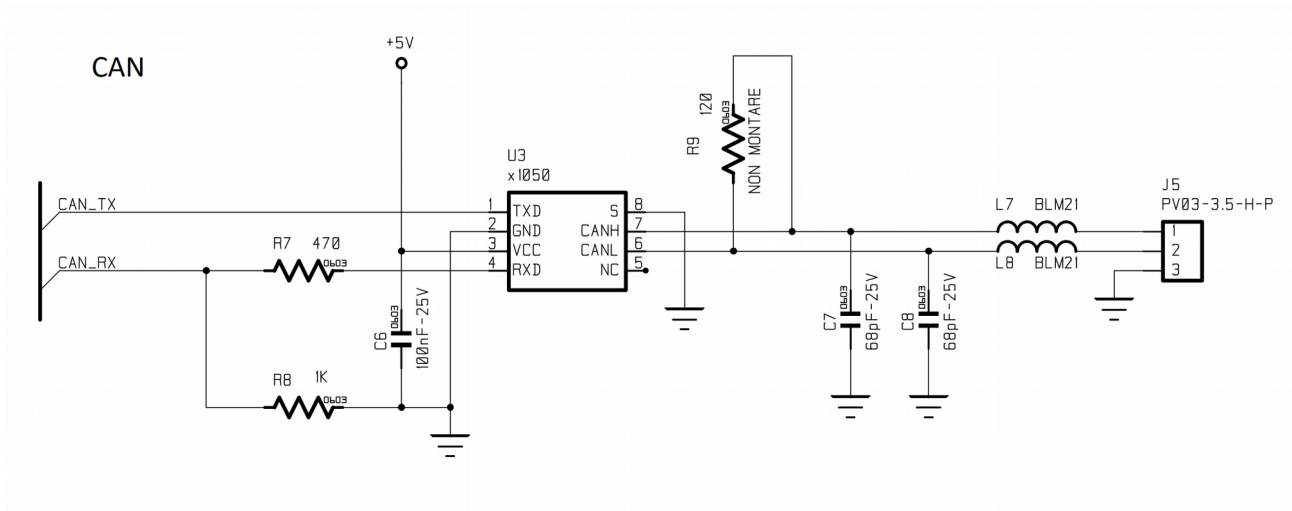 CAN
+5V
CAN_TX
CAN_RX
R7 470
0603
R8 1K
0603
C6
0603
100nF-25V
U3
x1050
1 TXD
2 GND
3 VCC
4 RXD
S 8
CANH 7
CANL 6
NC 5
R9
120
0603
NON MONTARE
C7
0603
68pF-25V
C8
0603
68pF-25V
L7 BLM21
L8 BLM21
J5
PV03-3.5-H-P
1
2
3